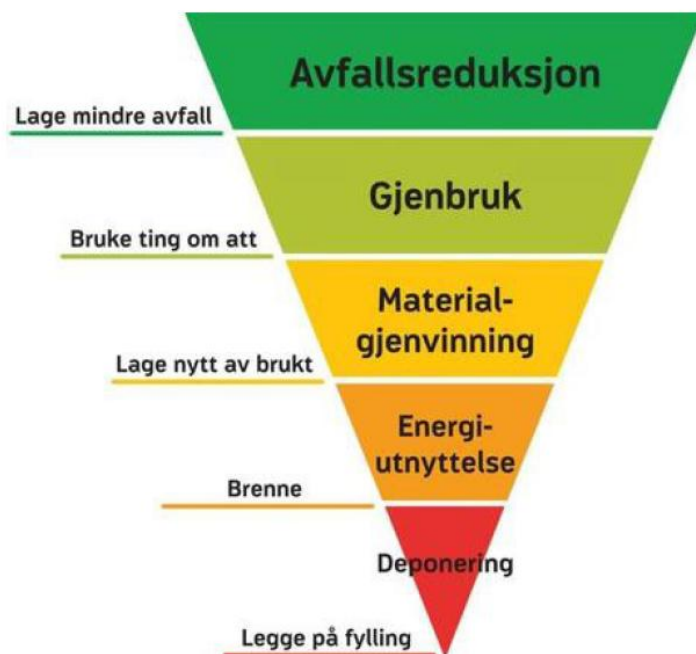 Avfallsreduksjon
Lage mindre avfall
Gjenbruk
Bruke ting om att
Material-
gjenvinning
Lage nytt av brukt
Energi-
utnyttelse
Brenne
Deponering
Legge på fylling